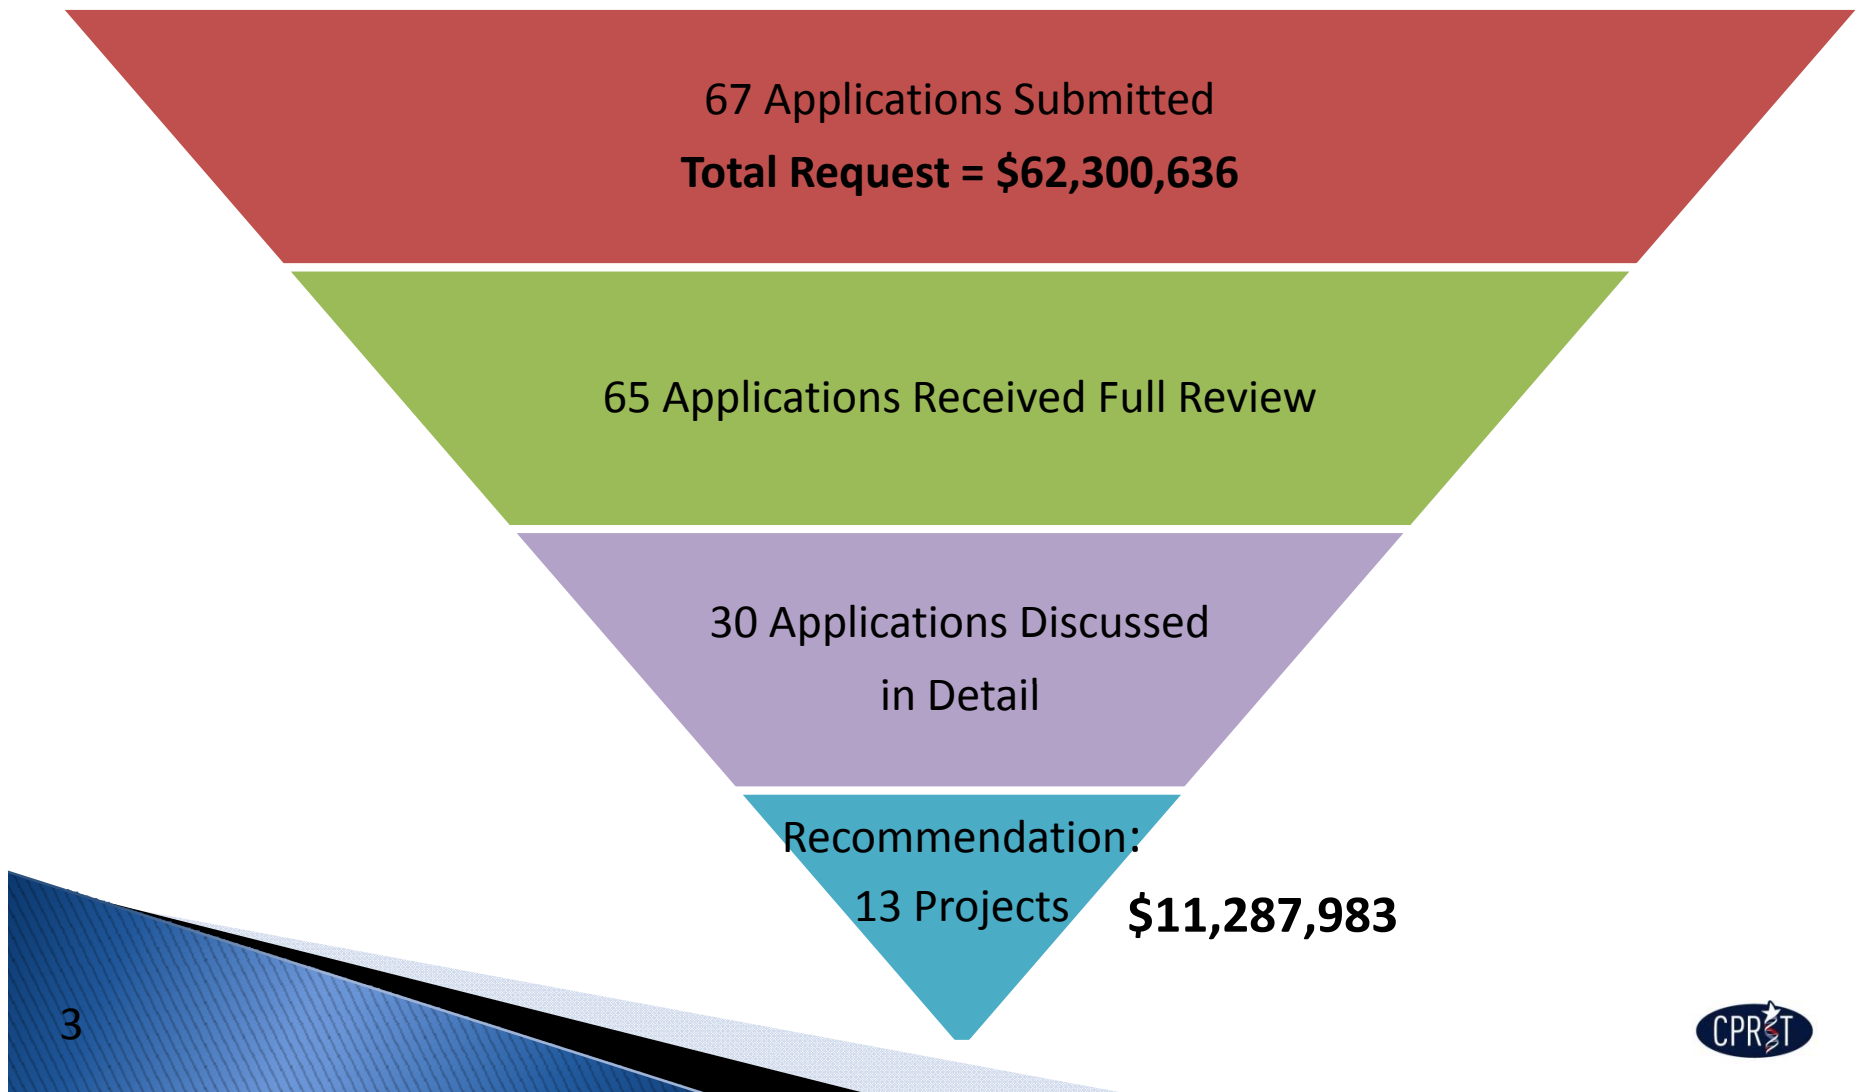 67 Applications Submitted
Total Request = $62,300,636
65 Applications Received Full Review
30 Applications Discussed
in Detail
Recommendation:
13 Projects
$11,287,983
3
CPRIT